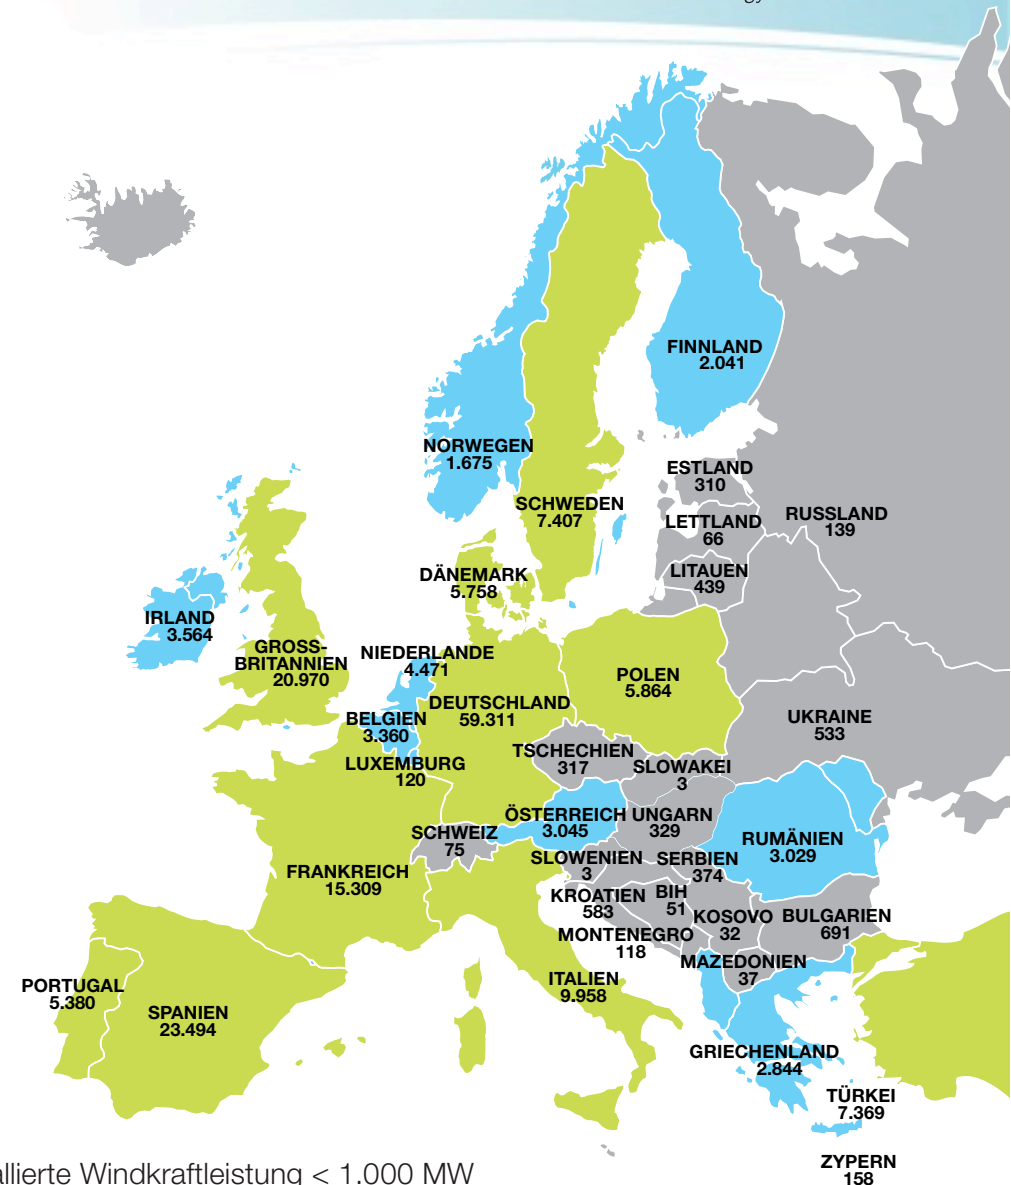 FINNLAND
2.041
NORWEGEN
1.675
ESTLAND
310
SCHWEDEN
7.407
LETTLAND
66
RUSSLAND
139
LITAUEN
439
DÄNEMARK
5.758
IRLAND
3.564
GROSS-
BRITANNIEN
20.970
NIEDERLANDE
4.471
POLEN
5.864
DEUTSCHLAND
59.311
BELGIEN
3.360
UKRAINE
533
TSCHECHIEN
317
LUXEMBURG
120
SLOWAKEI
3
ÖSTERREICH
3.045
UNGARN
329
SCHWEIZ
75
RUMÄNIEN
3.029
SLOWENIEN
3
SERBIEN
374
FRANKREICH
15.309
KROATIEN
583
BIH
51
KOSOVO
32
BULGARIEN
691
MONTENEGRO
118
MAZEDONIEN
37
ITALIEN
9.958
PORTUGAL
5.380
SPANIEN
23.494
GRIECHENLAND
2.844
TÜRKEI
7.369
ZYPERN
158
Windkraftleistung < 1.000 MW